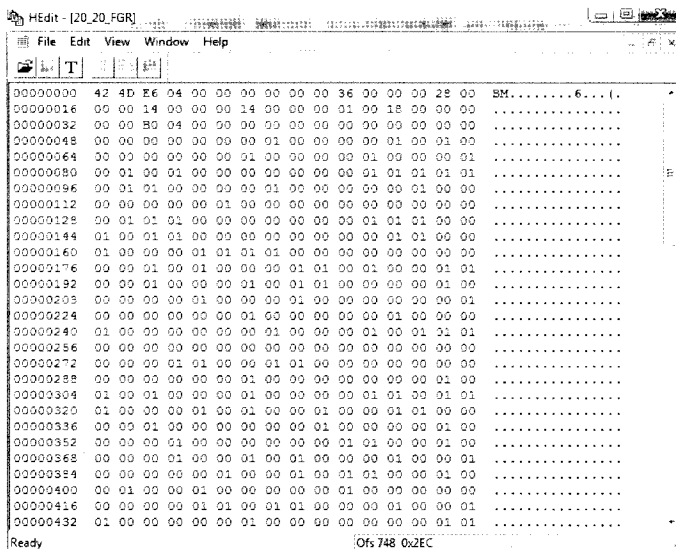 HEdit - [20_20_FGR]
File Edit View Window Help
T
00000000 42 4D E6 04 00 00 00 00 00 00 36 00 00 00 28 00 BM........6...(.
00000016 00 00 14 00 00 00 14 00 00 00 01 00 18 00 00 00 ................
00000032 00 00 B0 04 00 00 00 00 00 00 00 00 00 00 00 00 ................
00000048 00 00 00 00 00 00 00 01 00 00 00 00 01 00 01 00 ................
00000064 00 00 00 00 00 00 01 00 00 00 00 01 00 00 00 01 ................
00000080 00 01 00 01 00 00 00 00 00 00 00 01 01 01 01 01 ................
00000096 00 01 01 00 00 00 00 01 00 00 00 00 00 01 00 00 ................
00000112 00 00 00 00 00 01 00 00 00 00 00 00 00 00 00 00 ................
00000128 00 01 01 01 00 00 00 00 00 00 00 01 01 01 00 00 ................
00000144 01 00 01 01 00 00 00 00 00 00 00 00 01 01 00 00 ................
00000160 01 00 00 00 01 01 01 01 00 00 00 00 00 00 00 00 ................
00000176 00 00 01 00 01 00 00 00 01 01 00 01 00 00 01 01 ................
00000192 00 00 01 00 00 00 01 00 01 01 00 00 00 00 01 00 ................
00000208 00 00 00 00 01 00 00 00 01 00 00 00 00 00 00 01 ................
00000224 00 00 00 00 00 00 01 00 00 00 00 00 01 00 00 00 ................
00000240 01 00 00 00 00 00 00 01 00 00 00 01 00 01 01 01 ................
00000256 00 00 00 00 00 00 00 00 00 00 00 00 00 00 00 00 ................
00000272 00 00 00 01 01 00 00 01 01 00 00 00 00 00 00 00 ................
00000288 00 00 00 00 00 00 01 00 00 00 00 00 00 00 01 00 ................
00000304 01 00 01 00 00 00 01 00 00 00 00 01 01 00 01 01 ................
00000320 01 00 00 00 01 00 01 00 00 01 00 00 01 01 00 00 ................
00000336 00 00 01 00 00 00 00 00 01 00 00 00 00 00 00 00 ................
00000352 00 00 00 01 00 00 00 00 00 00 01 01 00 00 01 00 ................
00000368 00 00 00 01 00 00 01 00 01 00 00 00 01 00 00 01 ................
00000384 00 00 00 00 00 01 00 00 01 00 01 01 00 00 01 00 ................
00000400 00 01 00 00 01 00 00 00 00 00 01 00 00 00 00 00 ................
00000416 00 00 00 00 01 01 00 01 01 00 00 00 01 00 00 01 ................
00000432 01 00 00 00 00 00 01 00 00 00 00 00 00 00 01 01 ................
Ready Ofs 748 0x2EC